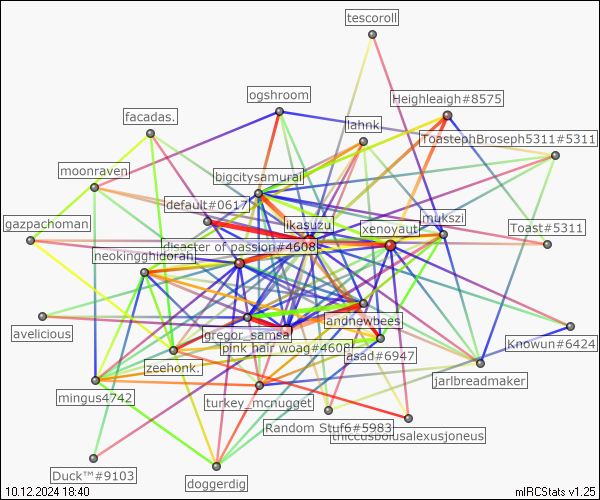 tescoroll
ogshroom
Heighleaigh#8575
facadas.
lahnk
ToastephBroseph5311#5311
moonraven
bigcitysamurai
default#0617
gazpachoman
ikasuzu
xenoyaut
mukszi
Toast#5311
disaster of passion#4608
neokingghidorah
avelicious
gregor_samsa
andnewbees
pink hair woag#4608
asad#6947
Knowun#6424
zeehonk.
jarlbreadmaker
mingus4742
turkey_mcnugget
Random Stuf6#5983
thiccusbolusalexusjoneus
Duck™#9103
doggerdig
10.12.2024 18:40
mIRCStats v1.25